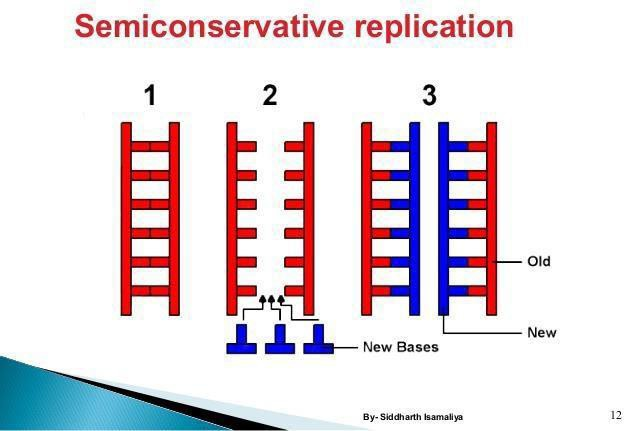 Semiconservative replication
1 2 3
Old
New
New Bases
By- Siddharth Isamaliya
12